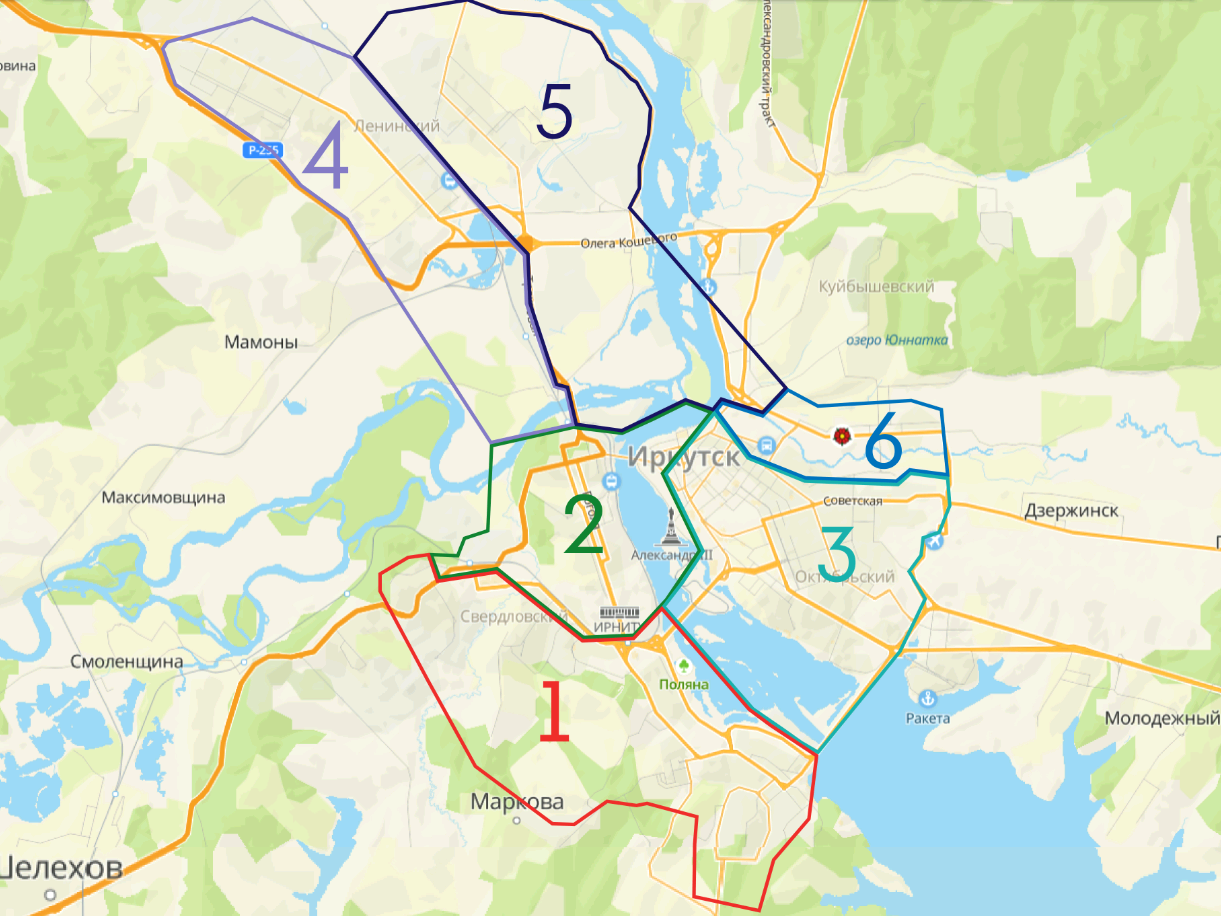 овина
Александровский тракт
5
Ленинский
Р-255
4
Олега Кошевого
Куйбышевский
озеро Юннатка
Мамоны
Иркутск
6
Максимовщина
Советская
Дзержинск
2
3
Александр III
Октябрьский
Свердловский
ИРНИТУ
Смоленщина
Поляна
1
Ракета
Молодежный
Маркова
Шелехов